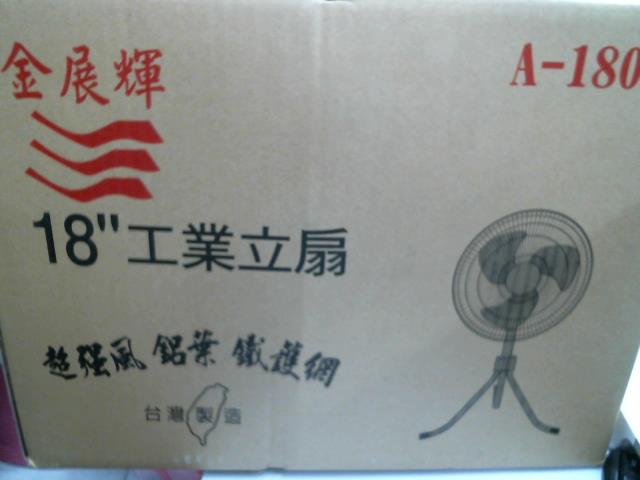 金展輝
A-180
18"工業立扇
超強風 鋁葉 鐵護網
台灣製造